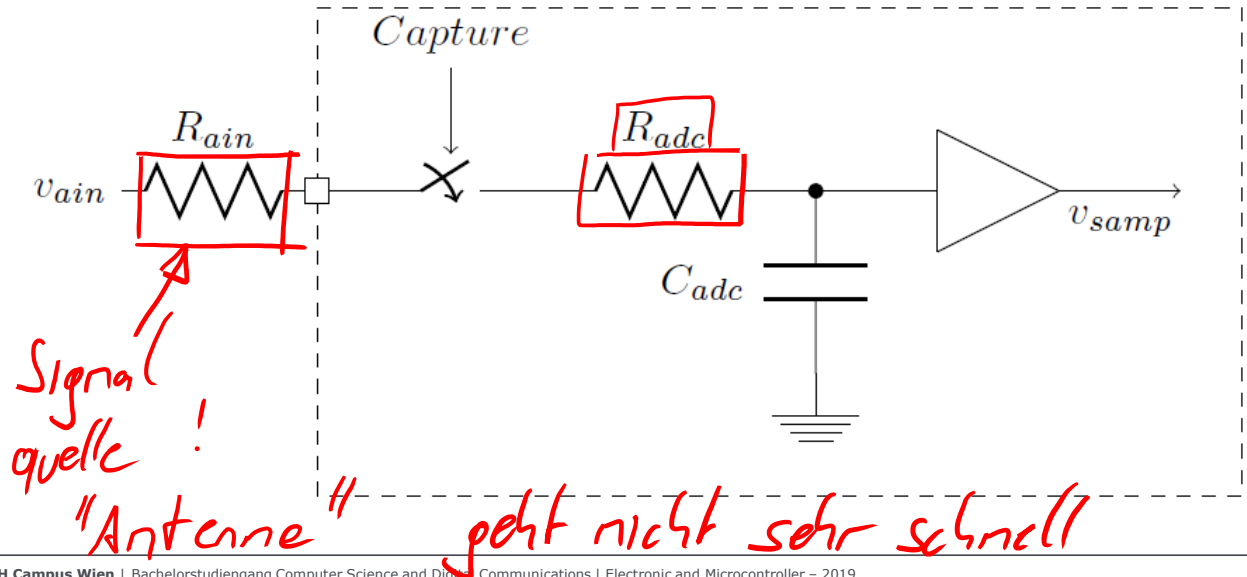 Capture
R_ain
R_adc
v_ain
v_samp
C_adc
Signal
quelle !
"Antenne" geht nicht sehr schnell
H Campus Wien | Bachelorstudiengang Computer Science and Digital Communications | Electronic and Microcontroller – 2019